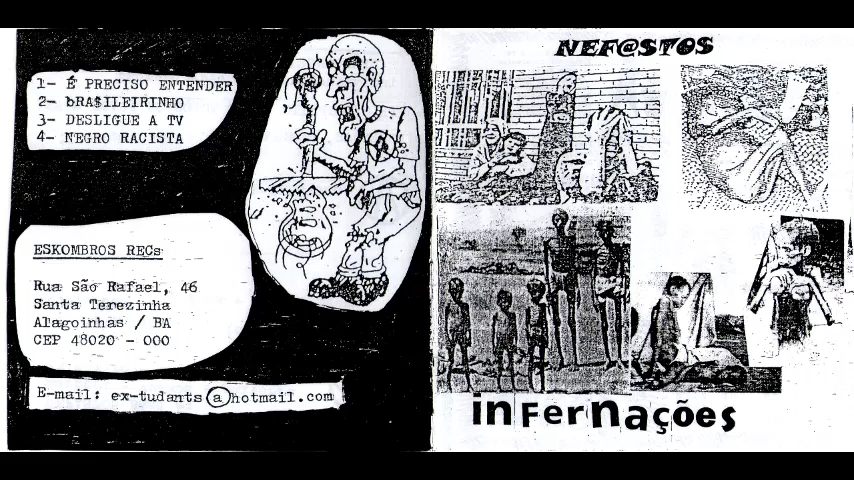 1- É PRECISO ENTENDER
2- bRA$ILEIRINHO
3- DESLIGUE A TV
4- NEGRO RACISTA
ESKOMBROS RECs
Rua São Rafael, 46
Santa Terezinha
Alagoinhas / BA
CEP 48020 - 000
E-mail: ex-tudants@hotmail.com
NEF@STOS
inFerNações